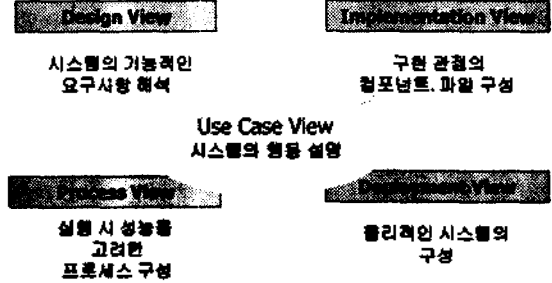 Design View
Implementation View
시스템의 기능적인
요구사항 해석
구현 관점의
컴포넌트, 파일 구성
Use Case View
시스템의 행동 설명
Process View
Deployment View
실행 시 성능을
고려한
프로세스 구성
물리적인 시스템의
구성